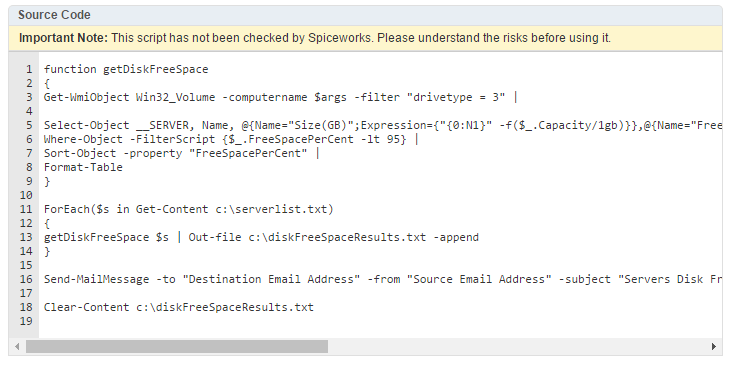 Source Code
Important Note: This script has not been checked by Spiceworks. Please understand the risks before using it.
1 function getDiskFreeSpace
2 {
3 Get-WmiObject Win32_Volume -computername $args -filter "drivetype = 3" |
4
5 Select-Object __SERVER, Name, @{Name="Size(GB)";Expression={"{0:N1}" -f($_.Capacity/1gb)}},@{Name="Free
6 Where-Object -FilterScript {$_.FreeSpacePerCent -lt 95} |
7 Sort-Object -property "FreeSpacePerCent" |
8 Format-Table
9 }
10
11 ForEach($s in Get-Content c:\serverlist.txt)
12 {
13 getDiskFreeSpace $s | Out-file c:\diskFreeSpaceResults.txt -append
14 }
15
16 Send-MailMessage -to "Destination Email Address" -from "Source Email Address" -subject "Servers Disk Fr
17
18 Clear-Content c:\diskFreeSpaceResults.txt
19